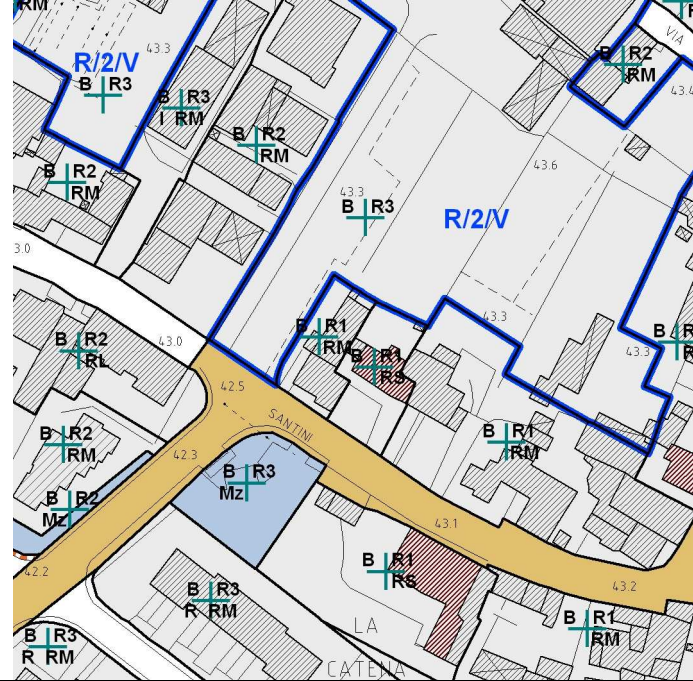 RM
43.3
R/2/V
B R3
B R3
I RM
B R2
RM
B R2
RM
3.0
43.0
B R2
RM
VIA
43.4
43.6
43.3
B R3
R/2/V
43.3
43.3
B R1
RM
B R1
RS
B R2
RL
42.5
SANTINI
B R1
RM
B R2
RM
42.3
B R3
Mz
B R2
Mz
43.1
42.2
B R1
RS
43.2
B R3
R RM
B R1
RM
B R3
R RM
LA
CATENA